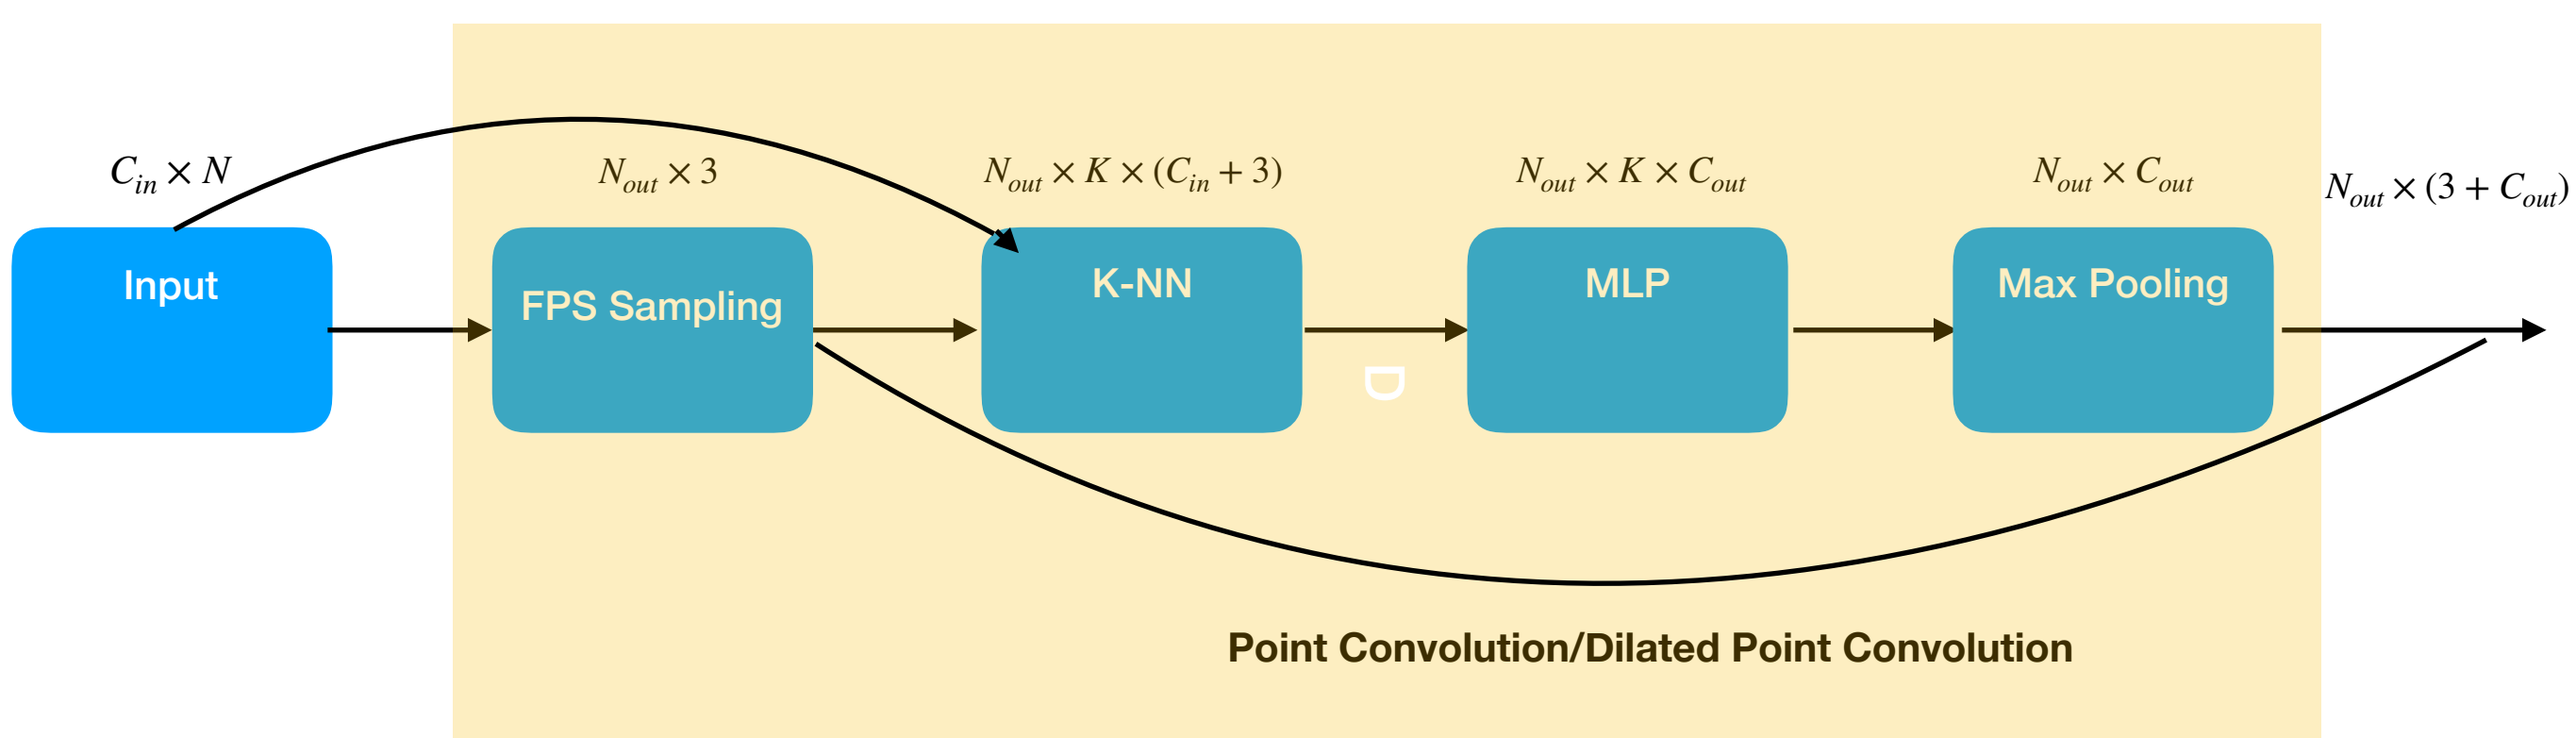 C_in × N
N_out × 3
N_out × K × (C_in + 3)
N_out × K × C_out
N_out × C_out
N_out × (3 + C_out)
Input
FPS Sampling
K-NN
MLP
Max Pooling
D
Point Convolution/Dilated Point Convolution